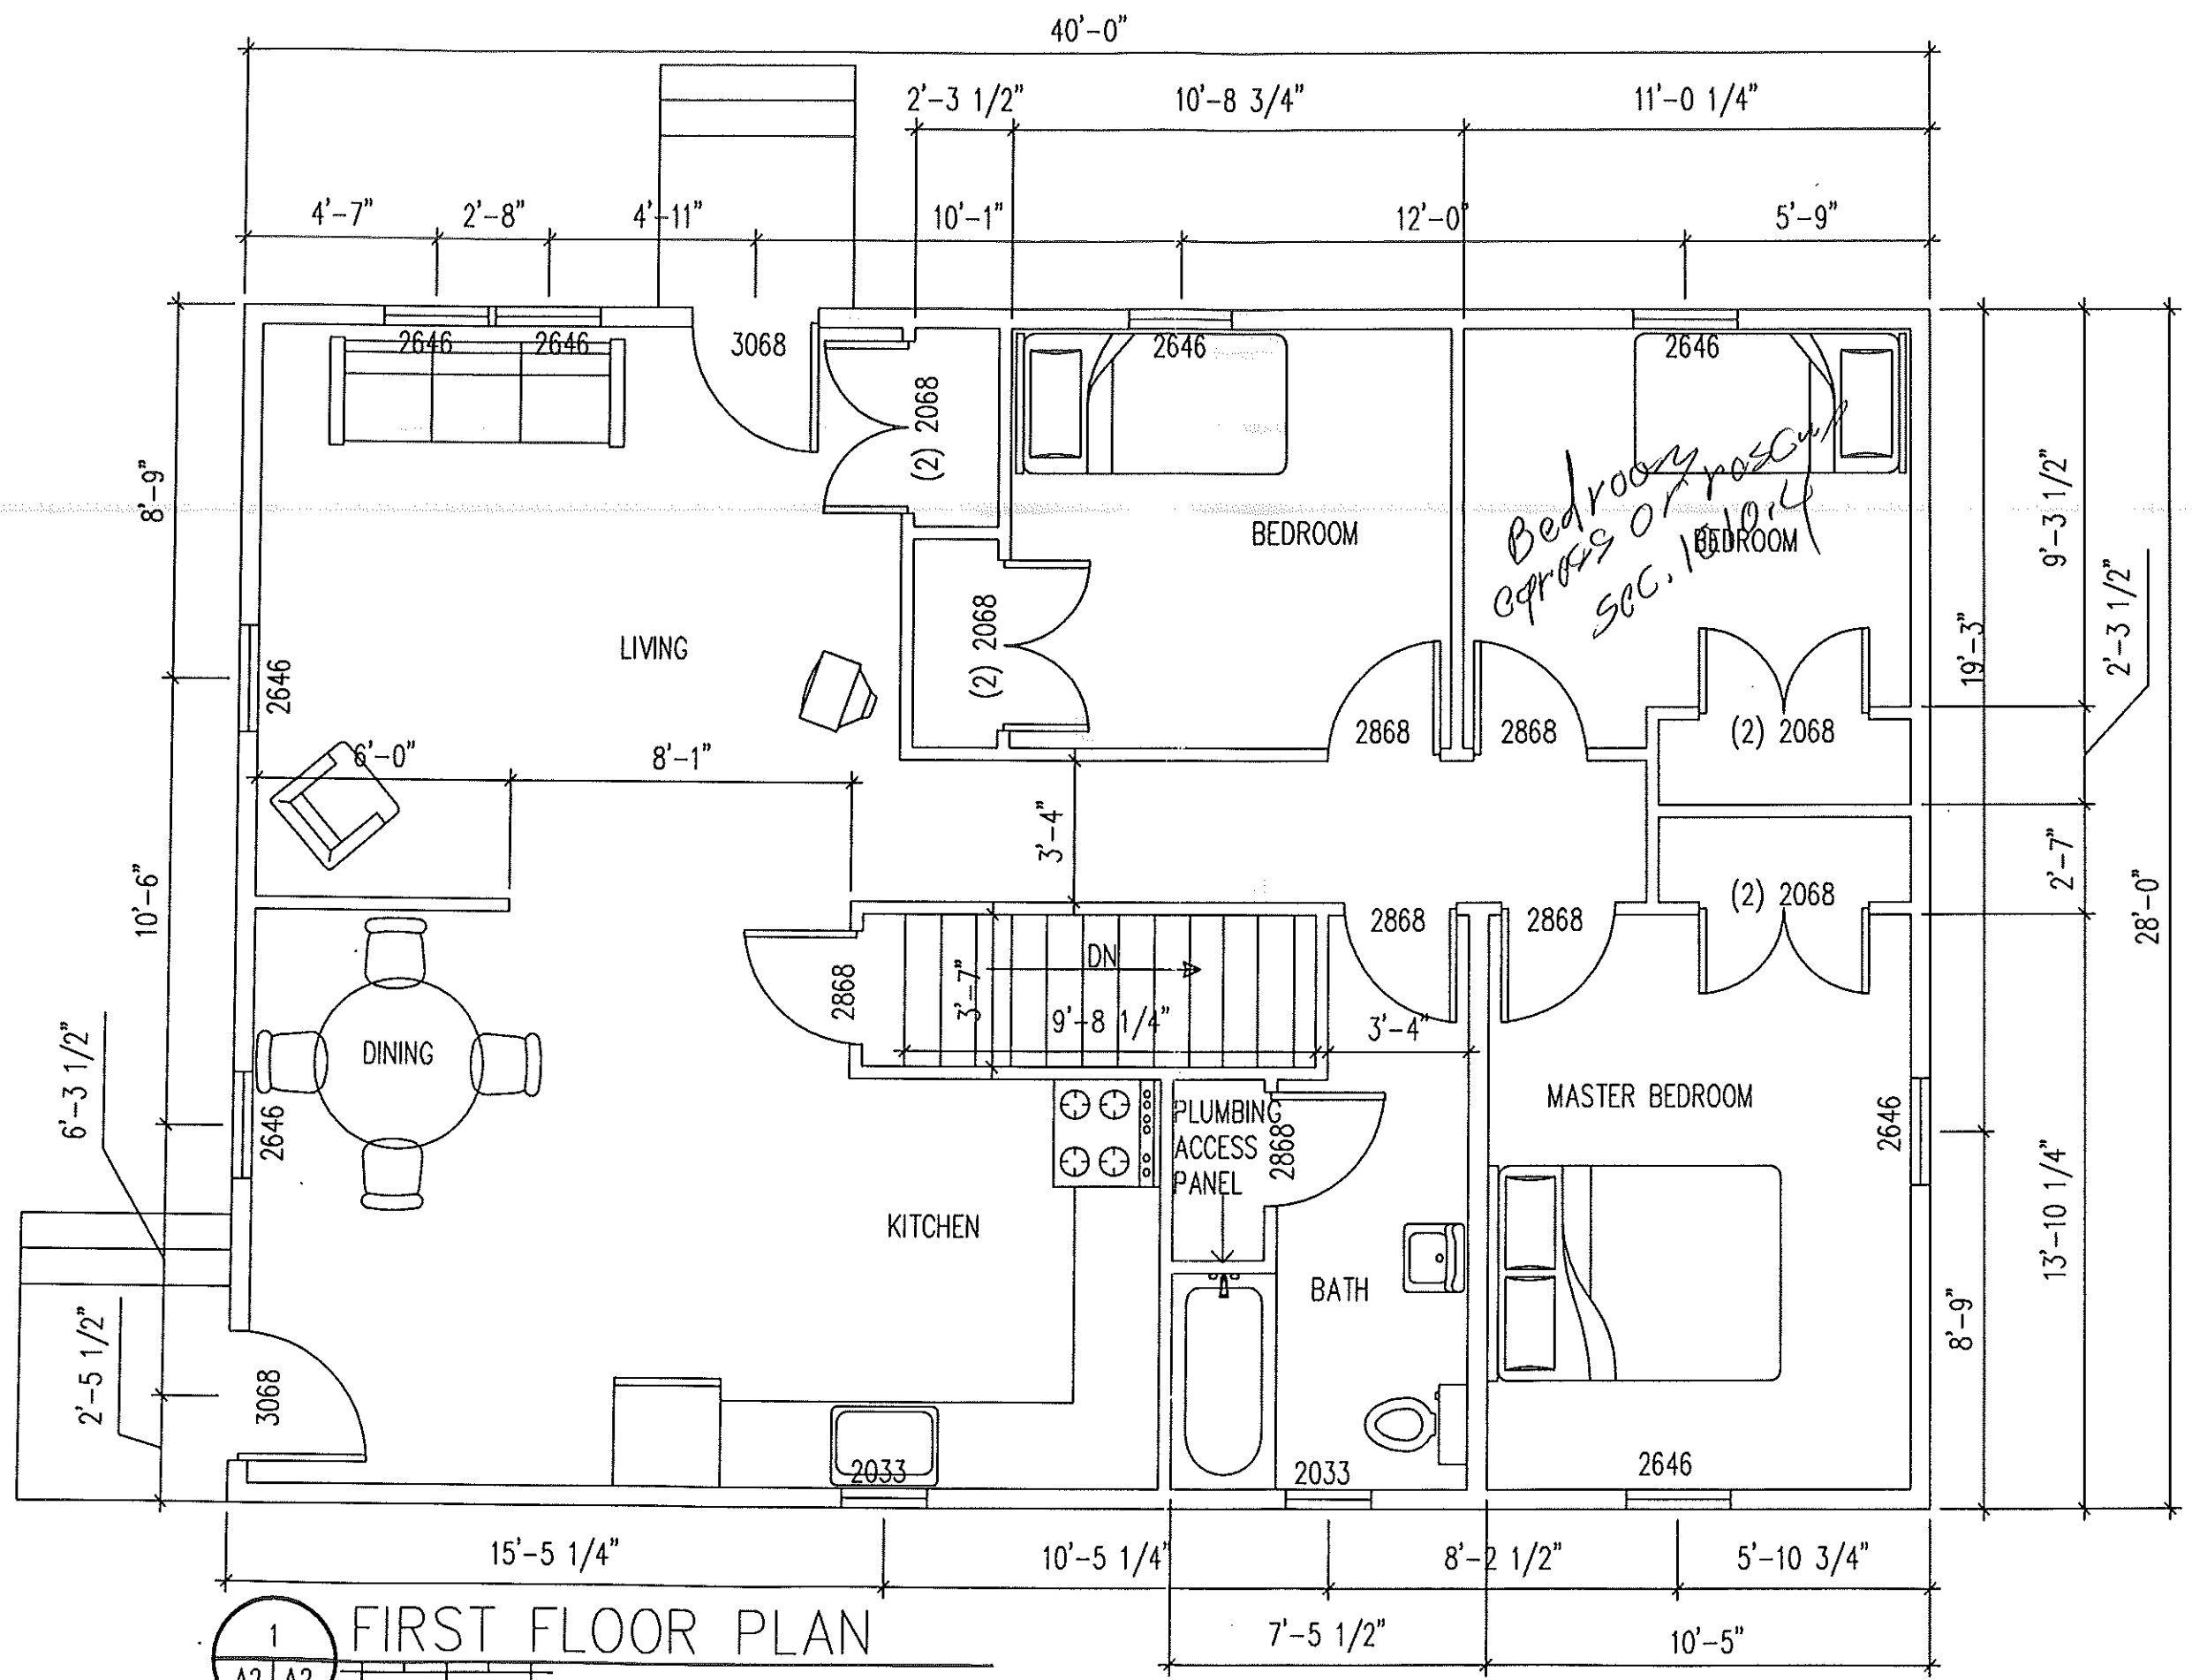 40'-0"
2'-3 1/2" 10'-8 3/4" 11'-0 1/4"
4'-7" 2'-8" 4'-11" 10'-1" 12'-0" 5'-9"
2646 2646 3068 2646 2646
(2) 2068
8'-9"
9'-3 1/2"
Bedroom
egress or rescue
Sec. 1010.4
BEDROOM BEDROOM
2'-3 1/2"
(2) 2068
LIVING
19'-3"
2646
2868 2868 (2) 2068
6'-0" 8'-1"
3'-4"
2'-7"
10'-6"
(2) 2068
28'-0"
2868 2868
DN
2868
3'-7"
9'-8 1/4" 3'-4"
DINING
6'-3 1/2"
MASTER BEDROOM
2646
PLUMBING
ACCESS
PANEL
2868
2646
KITCHEN
13'-10 1/4"
BATH
8'-9"
2'-5 1/2"
3068
2033 2033 2646
15'-5 1/4" 10'-5 1/4" 8'-2 1/2" 5'-10 3/4"
1 FIRST FLOOR PLAN
7'-5 1/2" 10'-5"
A2 A2